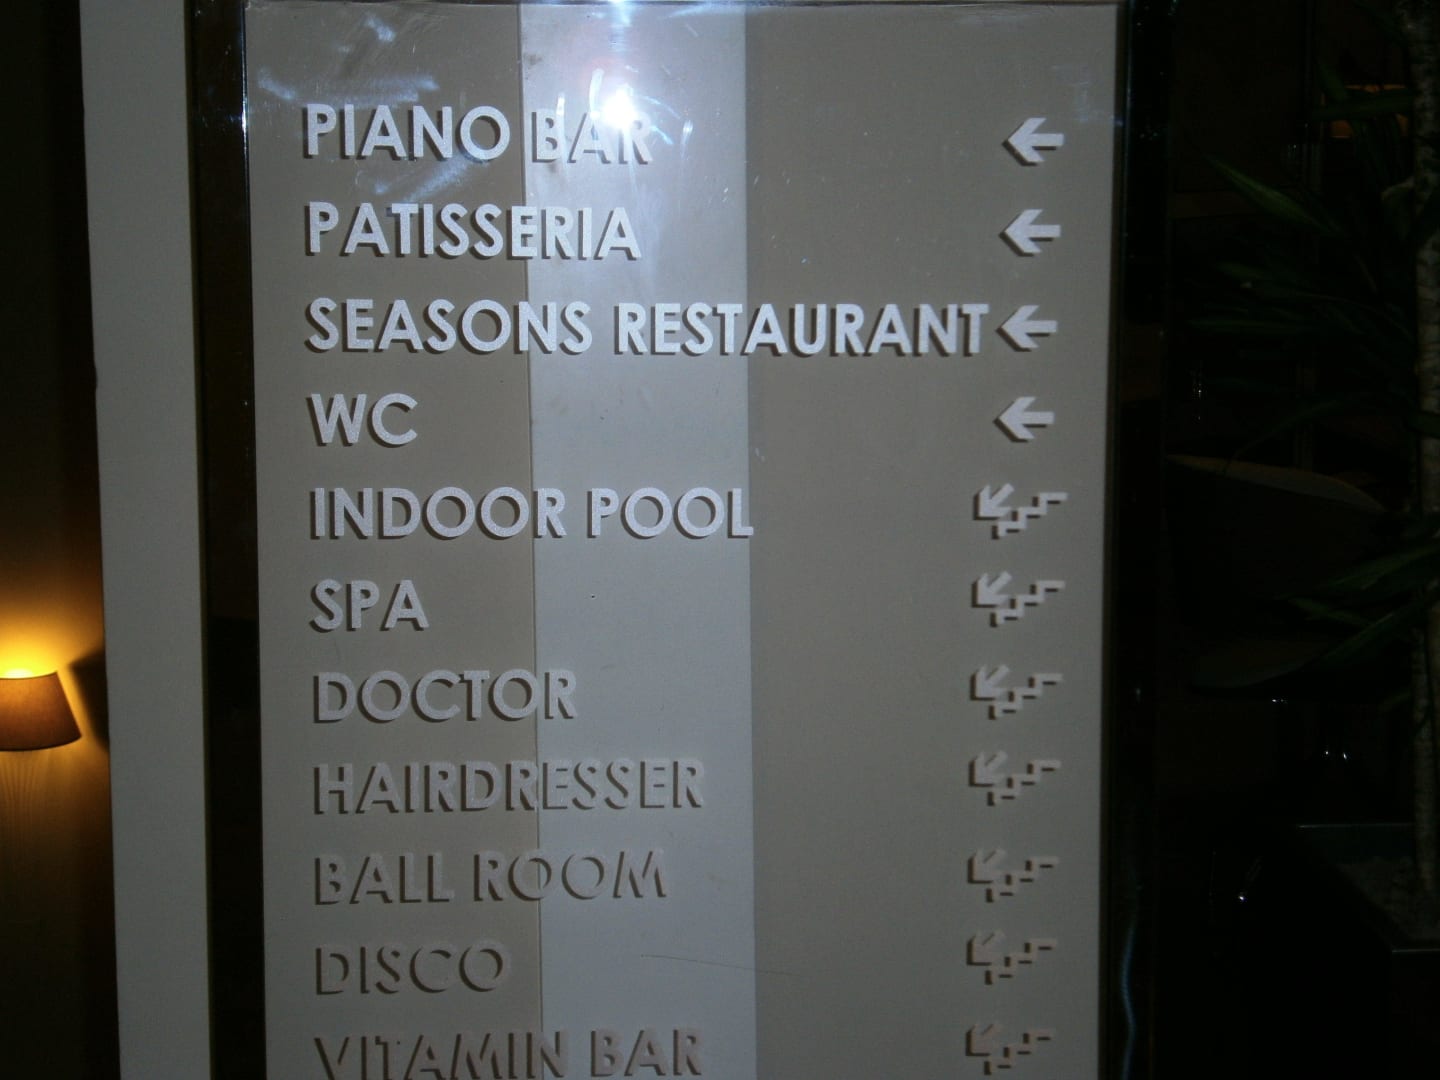 PIANO BAR
PATISSERIA
SEASONS RESTAURANT
WC
INDOOR POOL
SPA
DOCTOR
HAIRDRESSER
BALL ROOM
DISCO
VITAMIN BAR